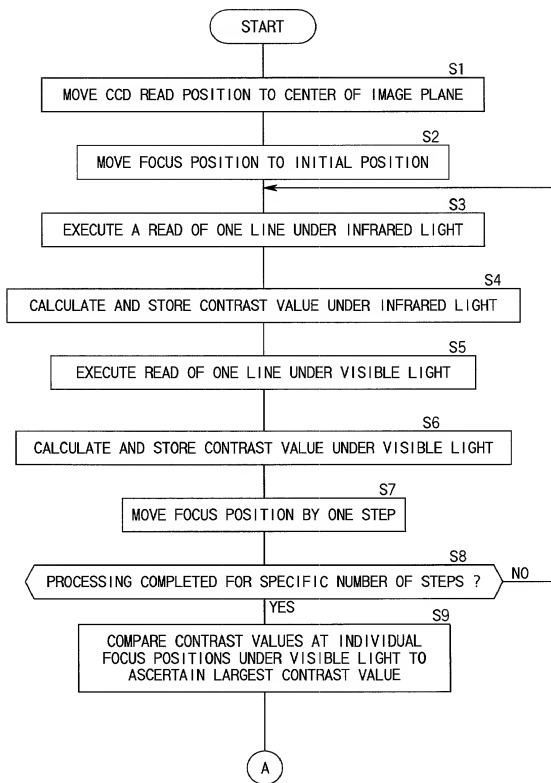 START
S1
MOVE CCD READ POSITION TO CENTER OF IMAGE PLANE
S2
MOVE FOCUS POSITION TO INITIAL POSITION
S3
EXECUTE A READ OF ONE LINE UNDER INFRARED LIGHT
S4
CALCULATE AND STORE CONTRAST VALUE UNDER INFRARED LIGHT
S5
EXECUTE READ OF ONE LINE UNDER VISIBLE LIGHT
S6
CALCULATE AND STORE CONTRAST VALUE UNDER VISIBLE LIGHT
S7
MOVE FOCUS POSITION BY ONE STEP
S8
PROCESSING COMPLETED FOR SPECIFIC NUMBER OF STEPS ?
NO
YES
S9
COMPARE CONTRAST VALUES AT INDIVIDUAL
FOCUS POSITIONS UNDER VISIBLE LIGHT TO
ASCERTAIN LARGEST CONTRAST VALUE
A